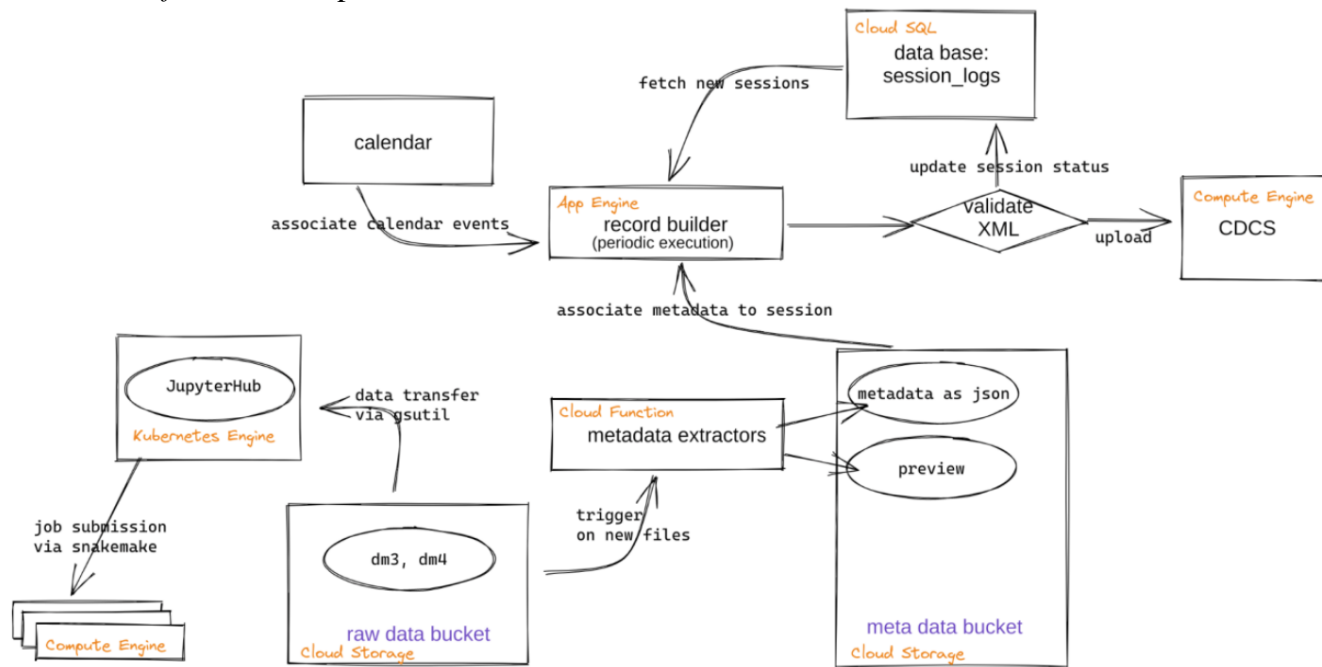 Cloud SQL
data base:
session_logs
fetch new sessions
calendar
update session status
associate calendar events
App Engine
record builder
(periodic execution)
validate
XML
upload
Compute Engine
CDCS
associate metadata to session
JupyterHub
Kubernetes Engine
data transfer
via gsutil
Cloud Function
metadata extractors
metadata as json
preview
job submission
via snakemake
trigger
on new files
dm3, dm4
raw data bucket
Cloud Storage
meta data bucket
Cloud Storage
Compute Engine